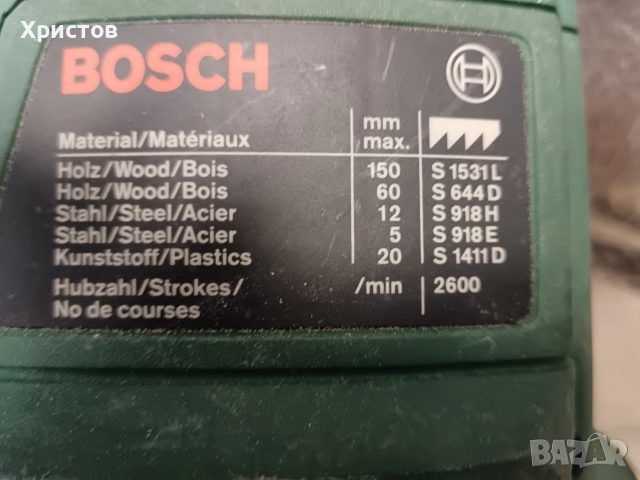 Христов
BOSCH
Material/Matériaux mm max.
Holz/Wood/Bois 150 S 1531 L
Holz/Wood/Bois 60 S 644 D
Stahl/Steel/Acier 12 S 918 H
Stahl/Steel/Acier 5 S 918 E
Kunststoff/Plastics 20 S 1411 D
Hubzahl/Strokes/ /min 2600
No de courses
BAZAR